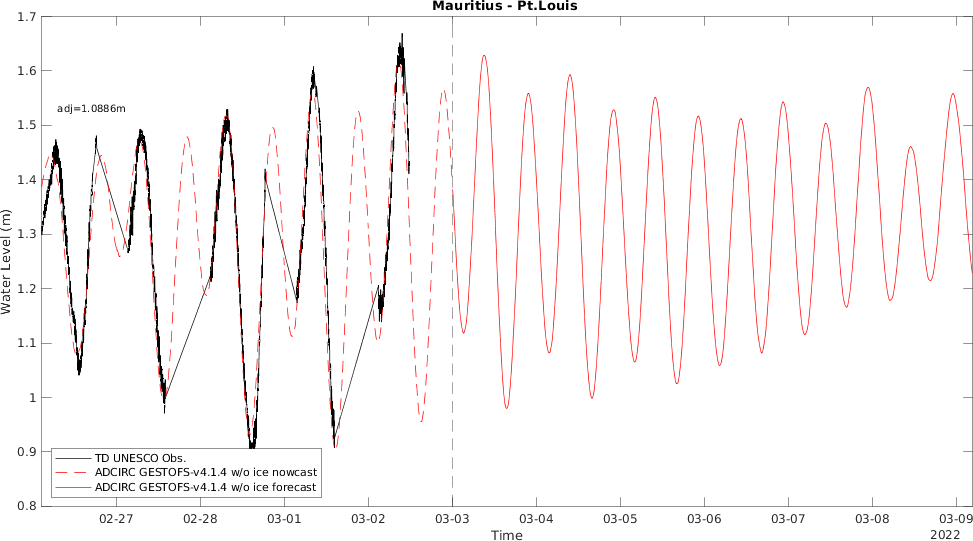 Mauritius - Pt.Louis
1.7
1.6
adj=1.0886m
1.5
1.4
1.3
1.2
1.1
1
0.9
0.8
Water Level (m)
TD UNESCO Obs.
ADCIRC GESTOFS-v4.1.4 w/o ice nowcast
ADCIRC GESTOFS-v4.1.4 w/o ice forecast
02-27 02-28 03-01 03-02 03-03 03-04 03-05 03-06 03-07 03-08 03-09
Time
2022